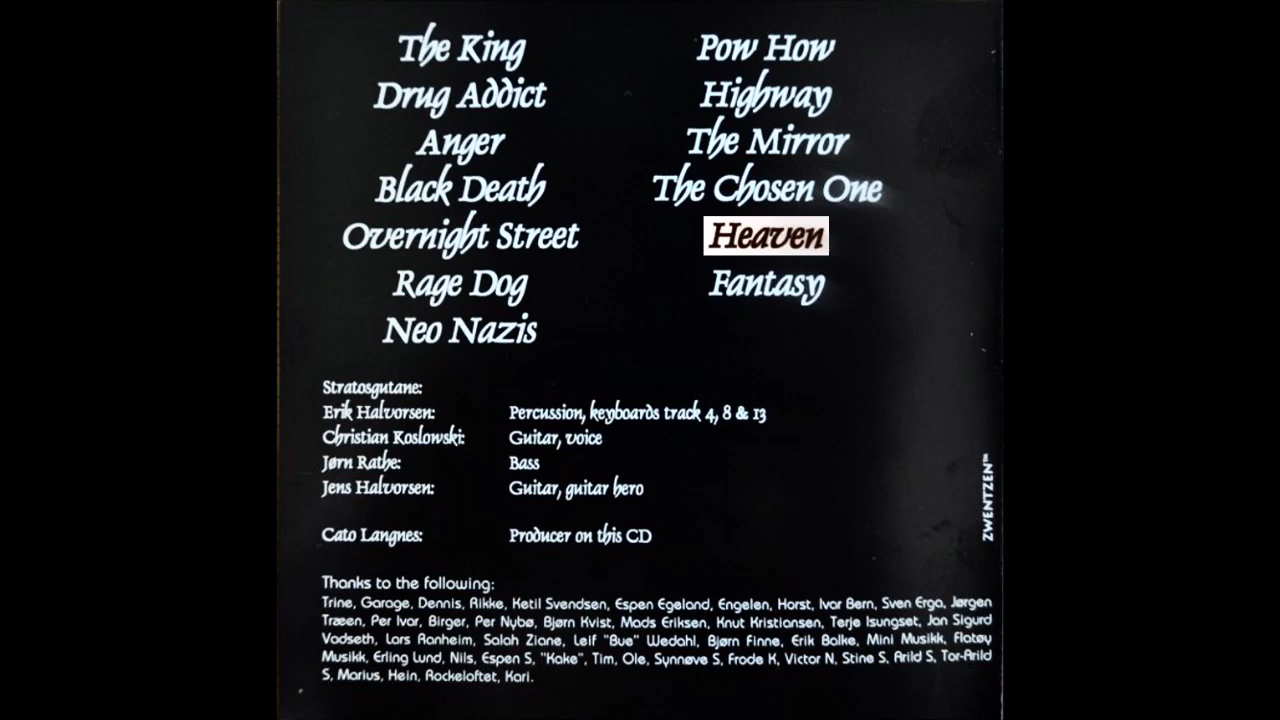 The King
Drug Addict
Anger
Black Death
Overnight Street
Rage Dog
Neo Nazis
Pow How
Highway
The Mirror
The Chosen One
Heaven
Fantasy
Stratosgutane:
Erik Halvorsen: Percussion, keyboards track 4, 8 & 13
Christian Koslowski: Guitar, voice
Jørn Rathe: Bass
Jens Halvorsen: Guitar, guitar hero
Cato Langnes: Producer on this CD
Thanks to the following:
Trine, Garage, Dennis, Rikke, Ketil Svendsen, Espen Egeland, Engelen, Horst, Ivar Bern, Sven Erga, Jørgen
Træen, Per Ivar, Birger, Per Nybø, Bjørn Kvist, Mads Eriksen, Knut Kristiansen, Terje Isungset, Jan Sigurd
Vadseth, Lars Ranheim, Salah Ziane, Leif "Bue" Wedahl, Bjørn Finne, Erik Balke, Mini Musikk, Fløtøy
Musikk, Erling Lund, Nils, Espen S, "Kake", Tim, Ole, Synnøve S, Frode K, Victor N, Stine S, Arild S, Tor-Arild
S, Marius, Hein, Rockeloftet, Kari.
ZWENTZEN™